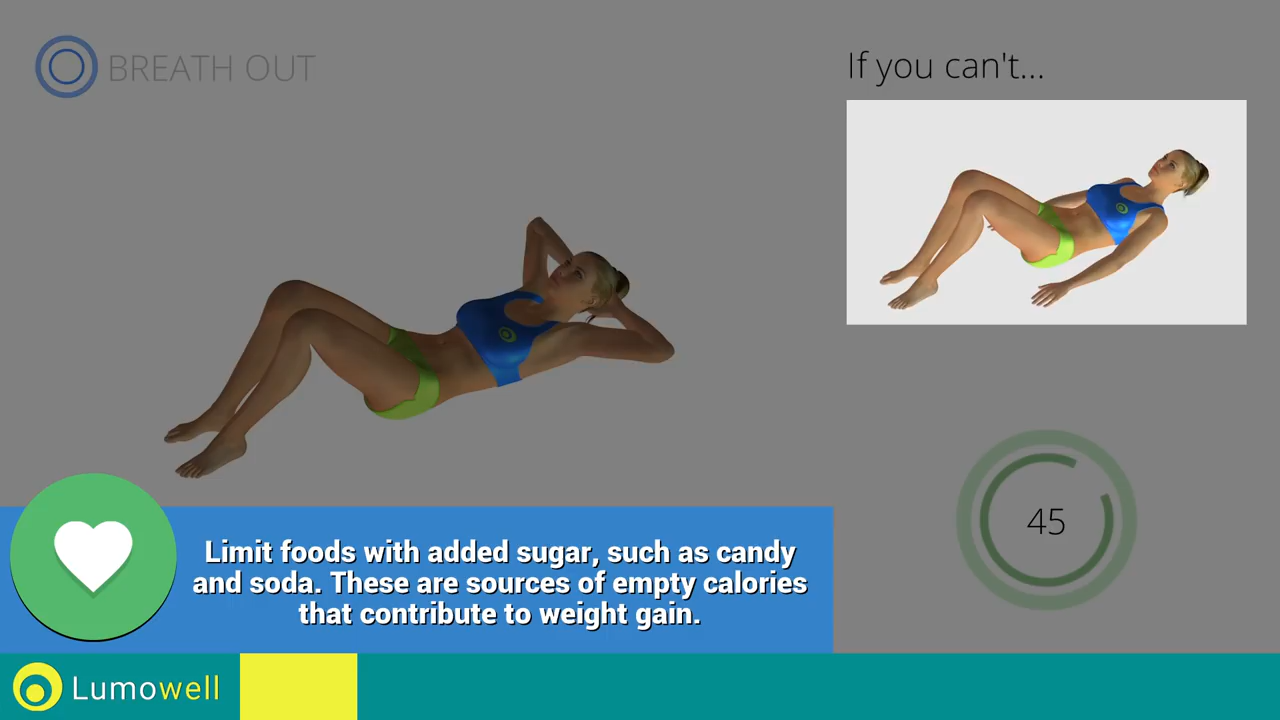 BREATH OUT
If you can't...
45
Limit foods with added sugar, such as candy
and soda. These are sources of empty calories
that contribute to weight gain.
Lumowell